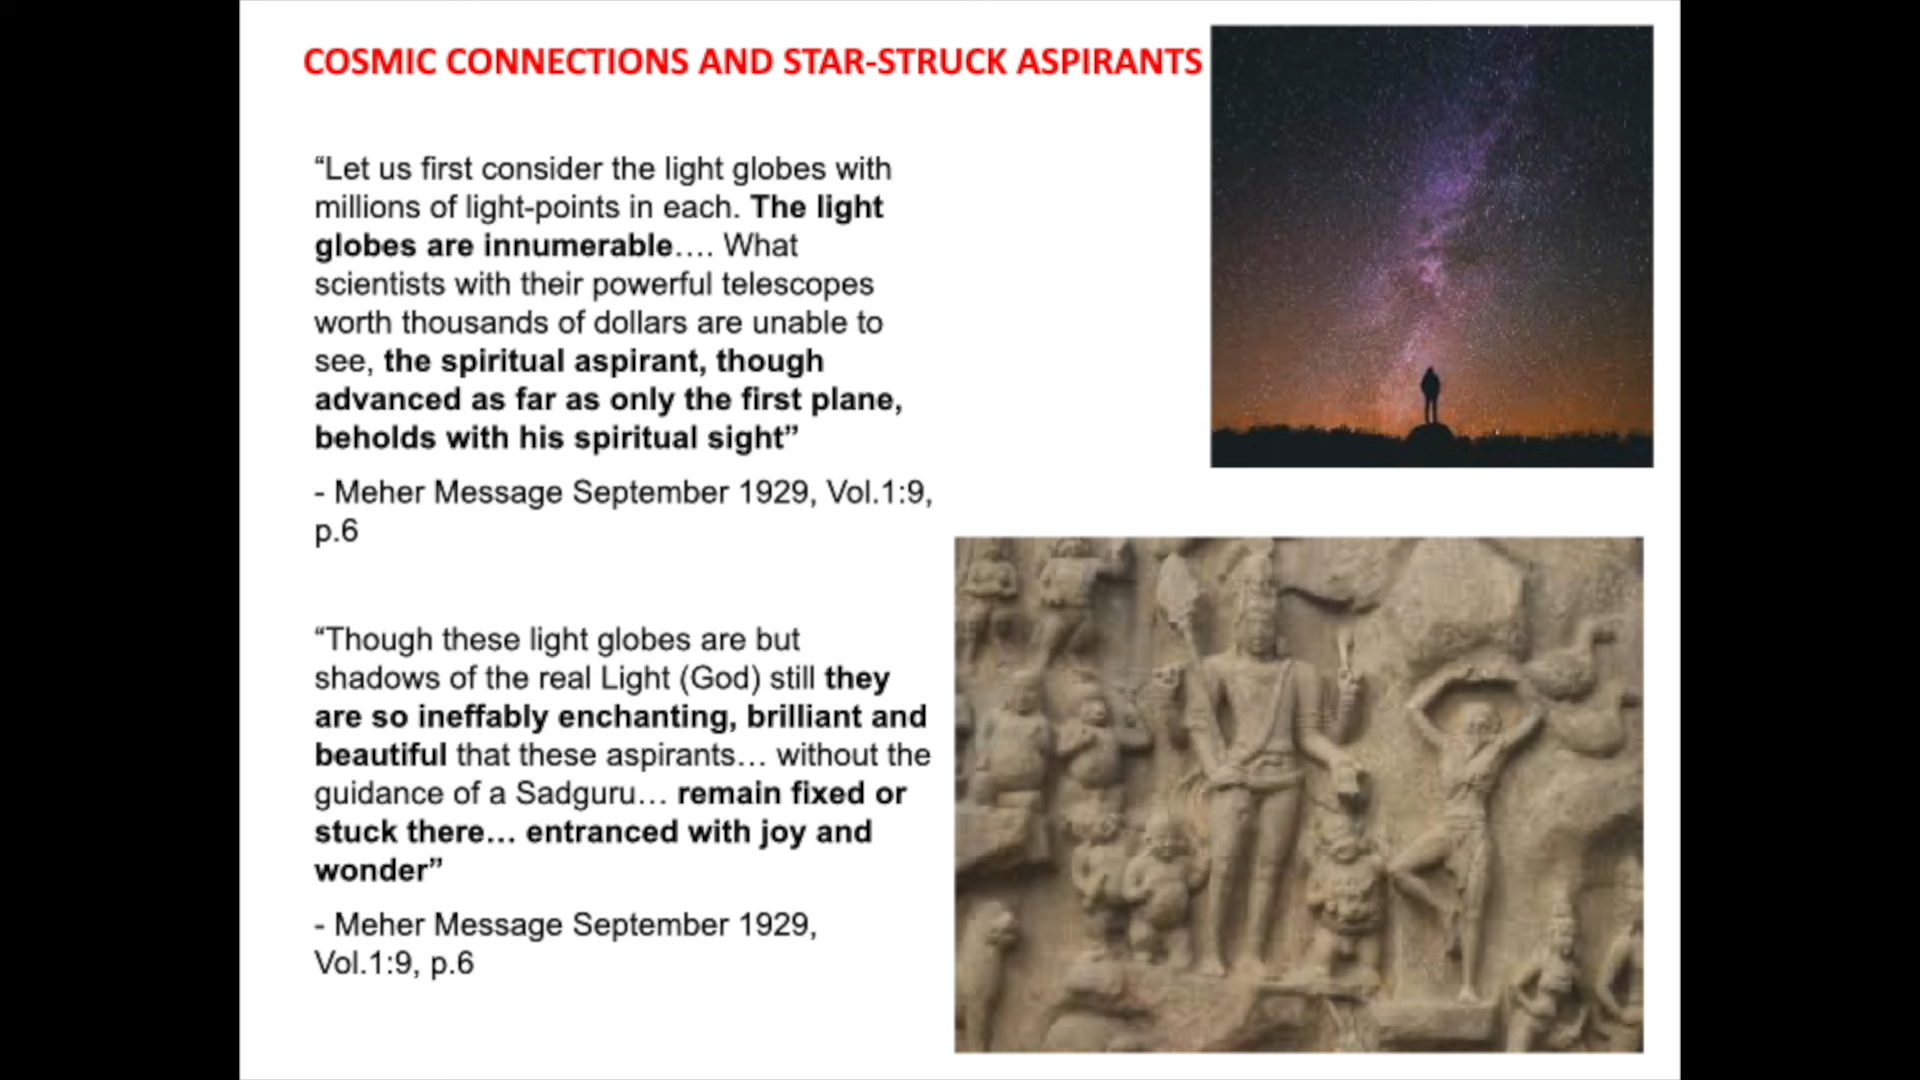 COSMIC CONNECTIONS AND STAR-STRUCK ASPIRANTS
“Let us first consider the light globes with
millions of light-points in each. The light
globes are innumerable…. What
scientists with their powerful telescopes
worth thousands of dollars are unable to
see, the spiritual aspirant, though
advanced as far as only the first plane,
beholds with his spiritual sight”
- Meher Message September 1929, Vol.1:9,
p.6
“Though these light globes are but
shadows of the real Light (God) still they
are so ineffably enchanting, brilliant and
beautiful that these aspirants… without the
guidance of a Sadguru… remain fixed or
stuck there… entranced with joy and
wonder”
- Meher Message September 1929,
Vol.1:9, p.6